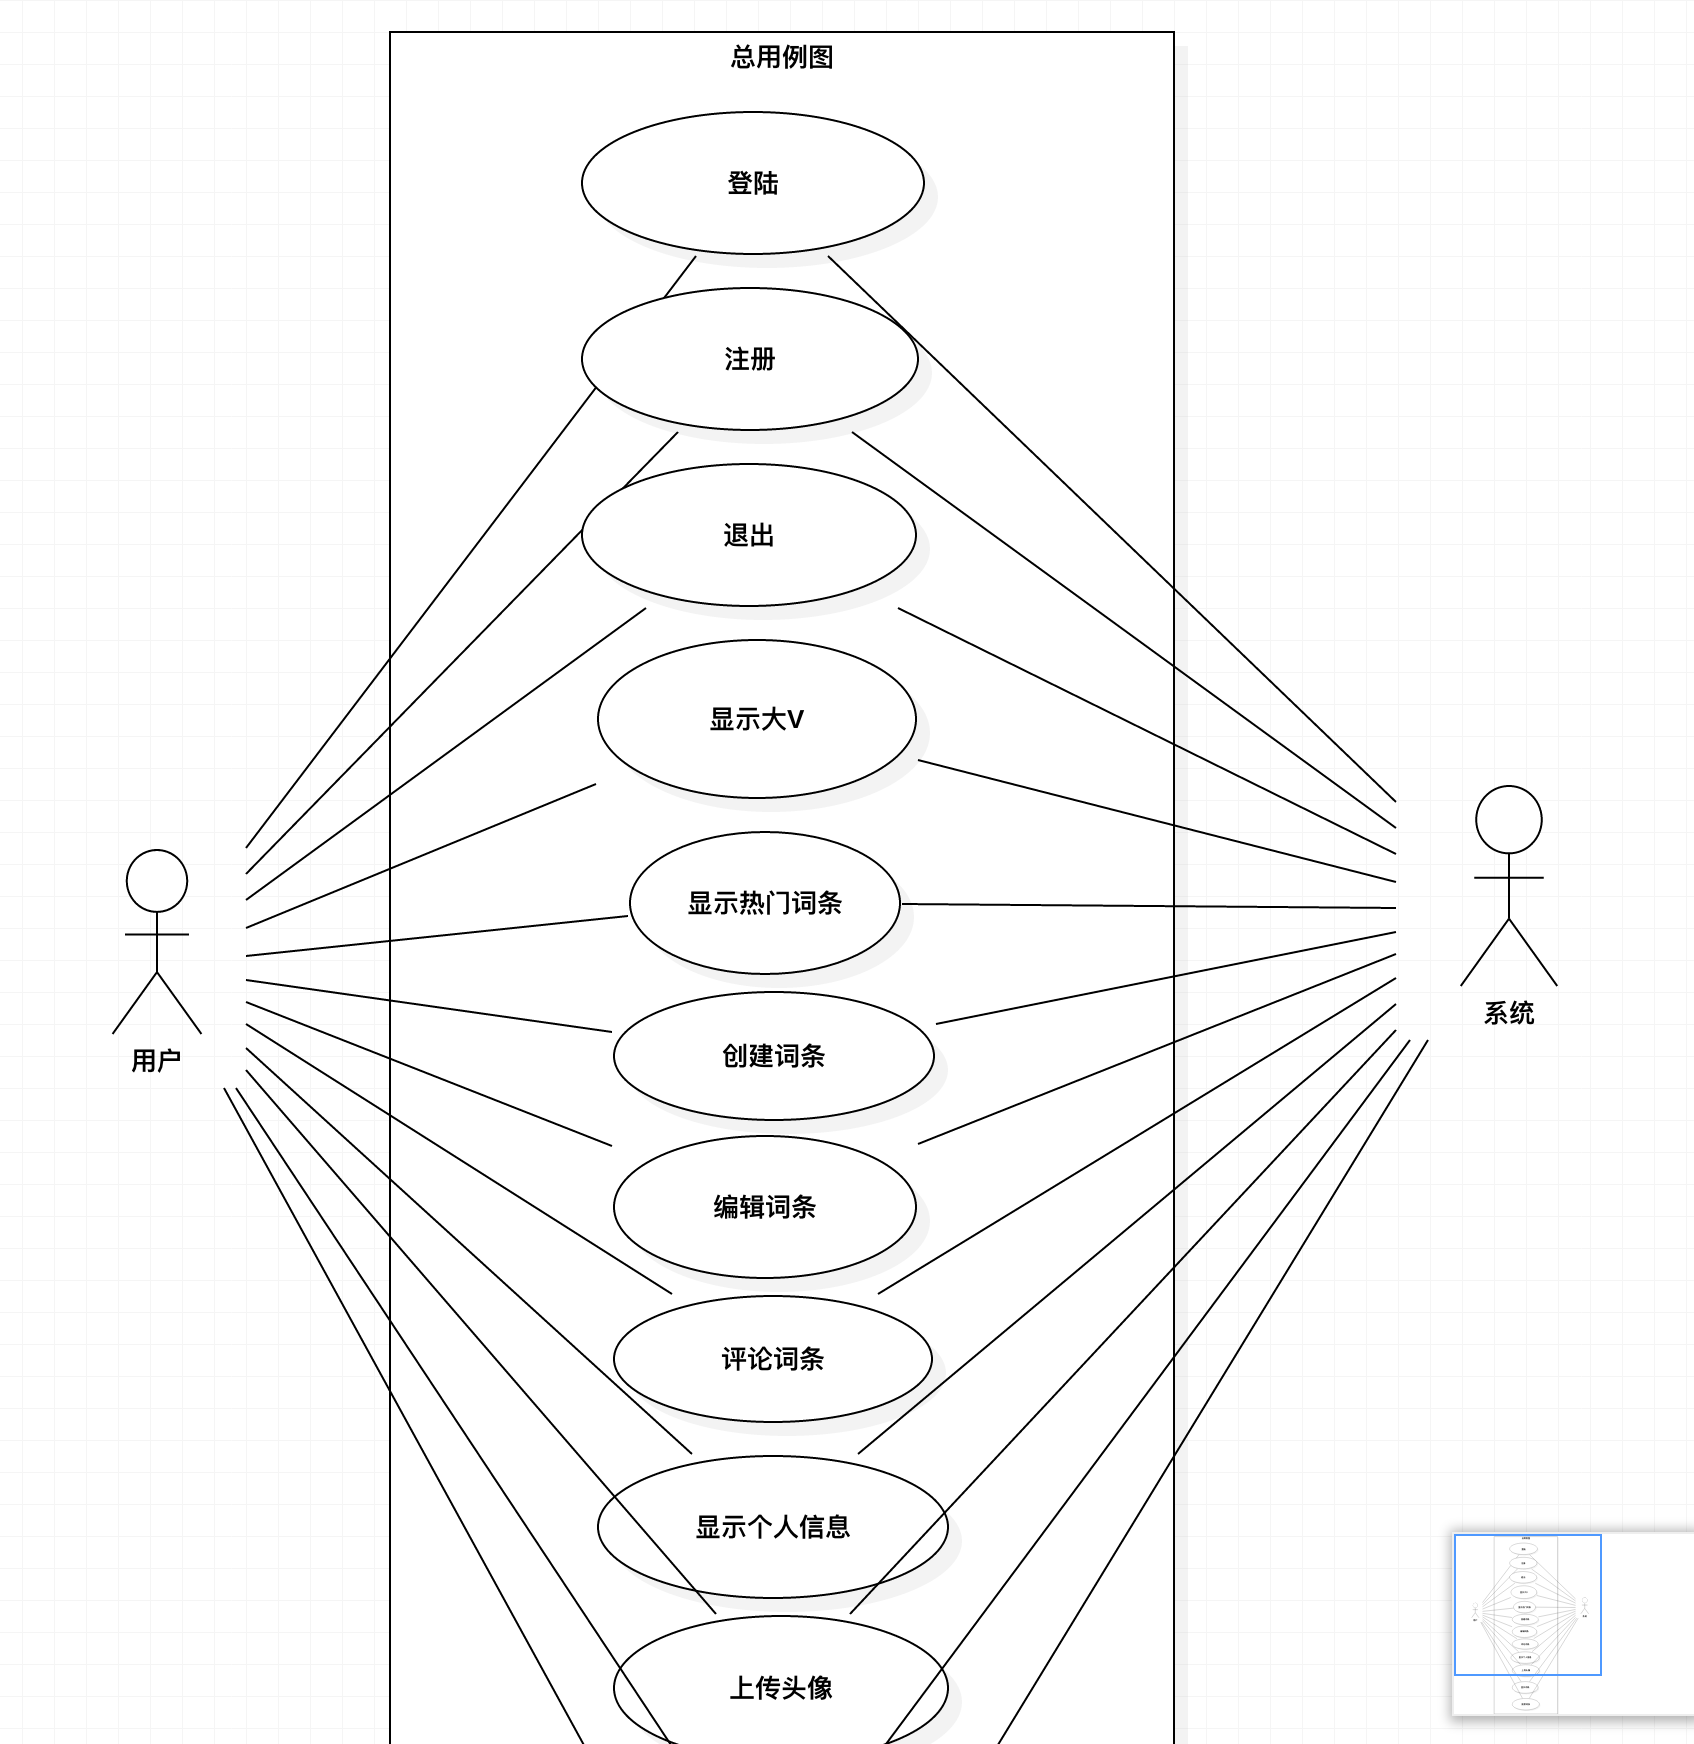 总用例图
登陆
注册
退出
显示大V
显示热门词条
创建词条
编辑词条
评论词条
显示个人信息
上传头像
用户
系统